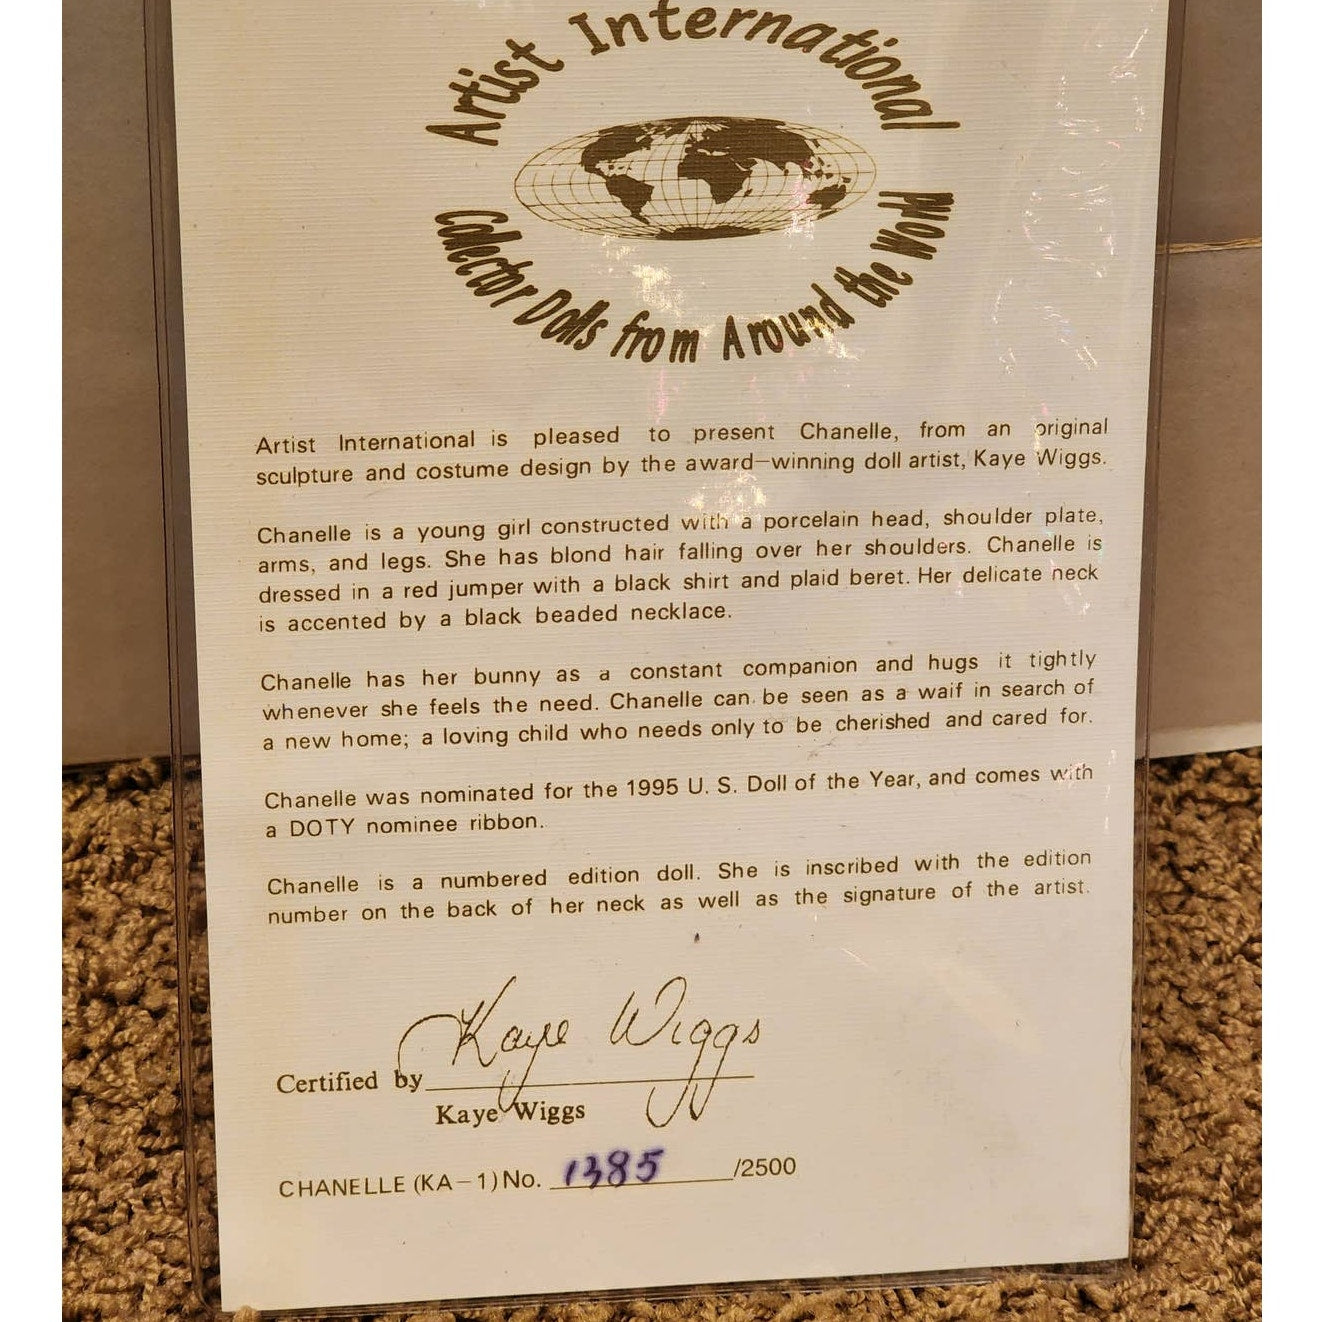 Artist International
Collector Dolls from Around the World
Artist International is pleased to present Chanelle, from an original
sculpture and costume design by the award-winning doll artist, Kaye Wiggs.
Chanelle is a young girl constructed with a porcelain head, shoulder plate,
arms, and legs. She has blond hair falling over her shoulders. Chanelle is
dressed in a red jumper with a black shirt and plaid beret. Her delicate neck
is accented by a black beaded necklace.
Chanelle has her bunny as a constant companion and hugs it tightly
whenever she feels the need. Chanelle can be seen as a waif in search of
a new home; a loving child who needs only to be cherished and cared for.
Chanelle was nominated for the 1995 U. S. Doll of the Year, and comes with
a DOTY nominee ribbon.
Chanelle is a numbered edition doll. She is inscribed with the edition
number on the back of her neck as well as the signature of the artist.
Kaye Wiggs
Certified by
Kaye Wiggs
CHANELLE (KA-1) No. 1385 /2500